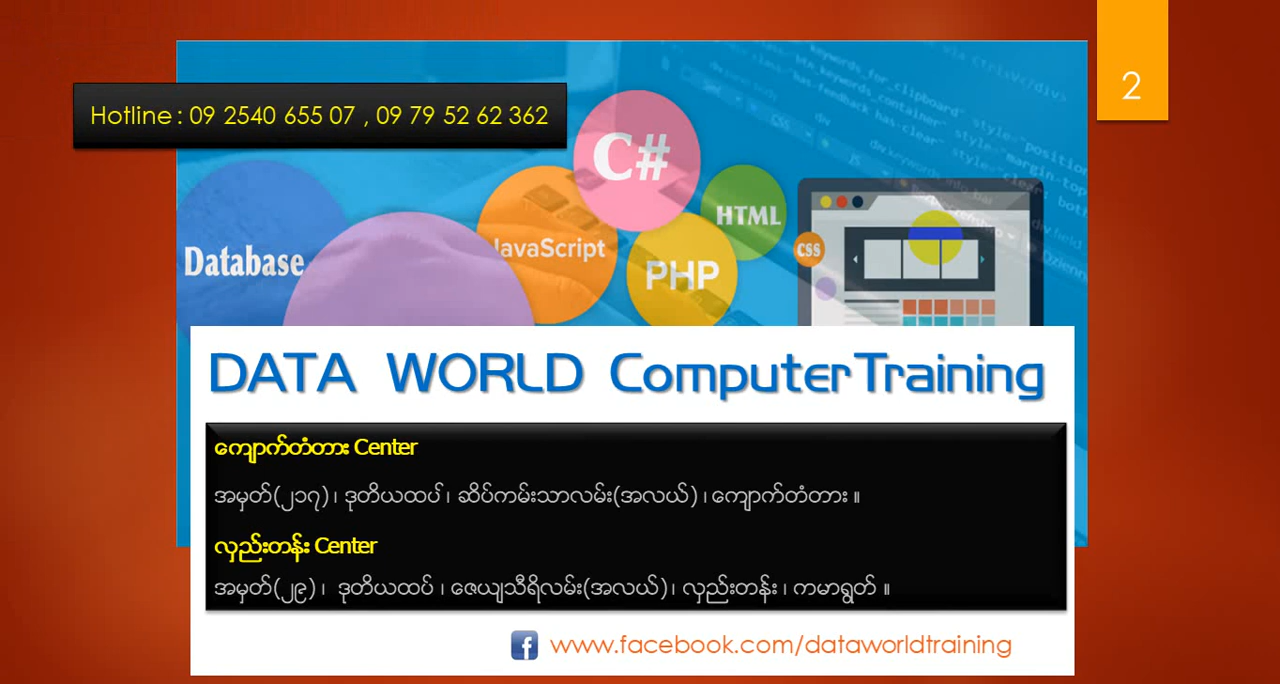 2
Hotline : 09 2540 655 07 , 09 79 52 62 362
C#
HTML
JavaScript
CSS
Database
PHP
DATA WORLD Computer Training
ကျောက်တံတား Center
အမှတ်(၂၁၇) ၊ ဒုတိယထပ် ၊ ဆိပ်ကမ်းသာလမ်း(အလယ်) ၊ ကျောက်တံတား ။
လှည်းတန်း Center
အမှတ်(၂၉) ၊ ဒုတိယထပ် ၊ ဇေယျသီရိလမ်း(အလယ်) ၊ လှည်းတန်း ၊ ကမာရွတ် ။
www.facebook.com/dataworldtraining